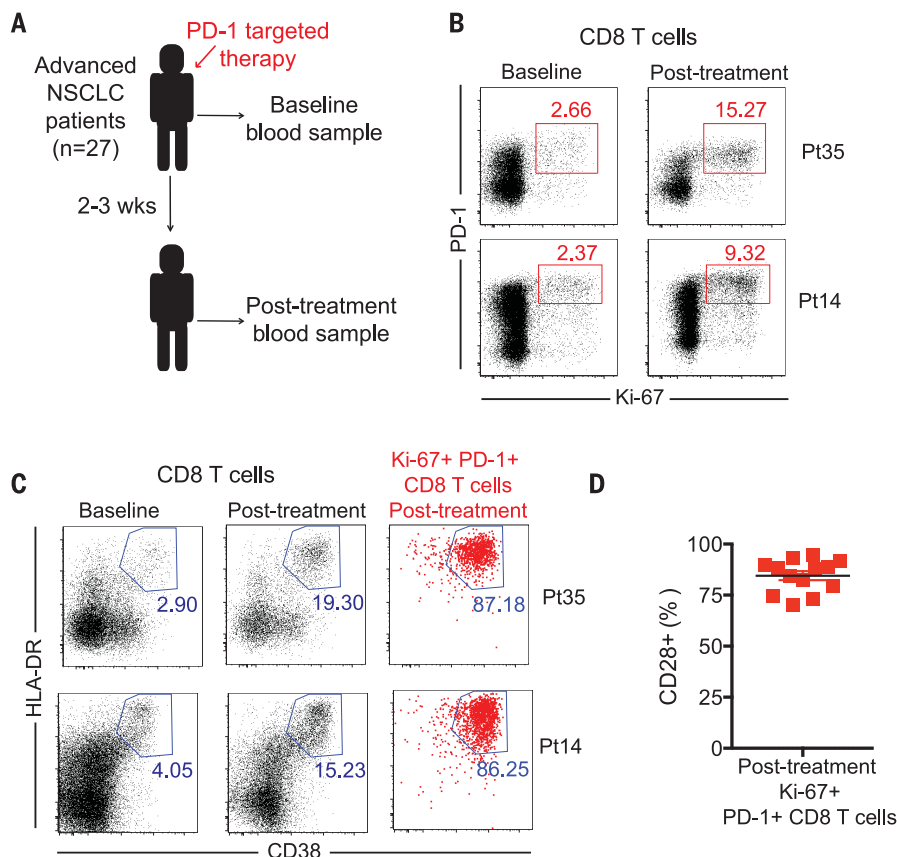 A
PD-1 targeted
therapy
Advanced
NSCLC
patients
(n=27)
Baseline
blood sample
2-3 wks
Post-treatment
blood sample
B
CD8 T cells
Baseline
Post-treatment
2.66
15.27
Pt35
2.37
9.32
Pt14
PD-1
Ki-67
C
CD8 T cells
Ki-67+ PD-1+
CD8 T cells
Baseline
Post-treatment
Post-treatment
2.90
19.30
87.18
Pt35
4.05
15.23
86.25
Pt14
HLA-DR
CD38
D
100
75
50
25
0
CD28+ (%)
Post-treatment
Ki-67+
PD-1+ CD8 T cells